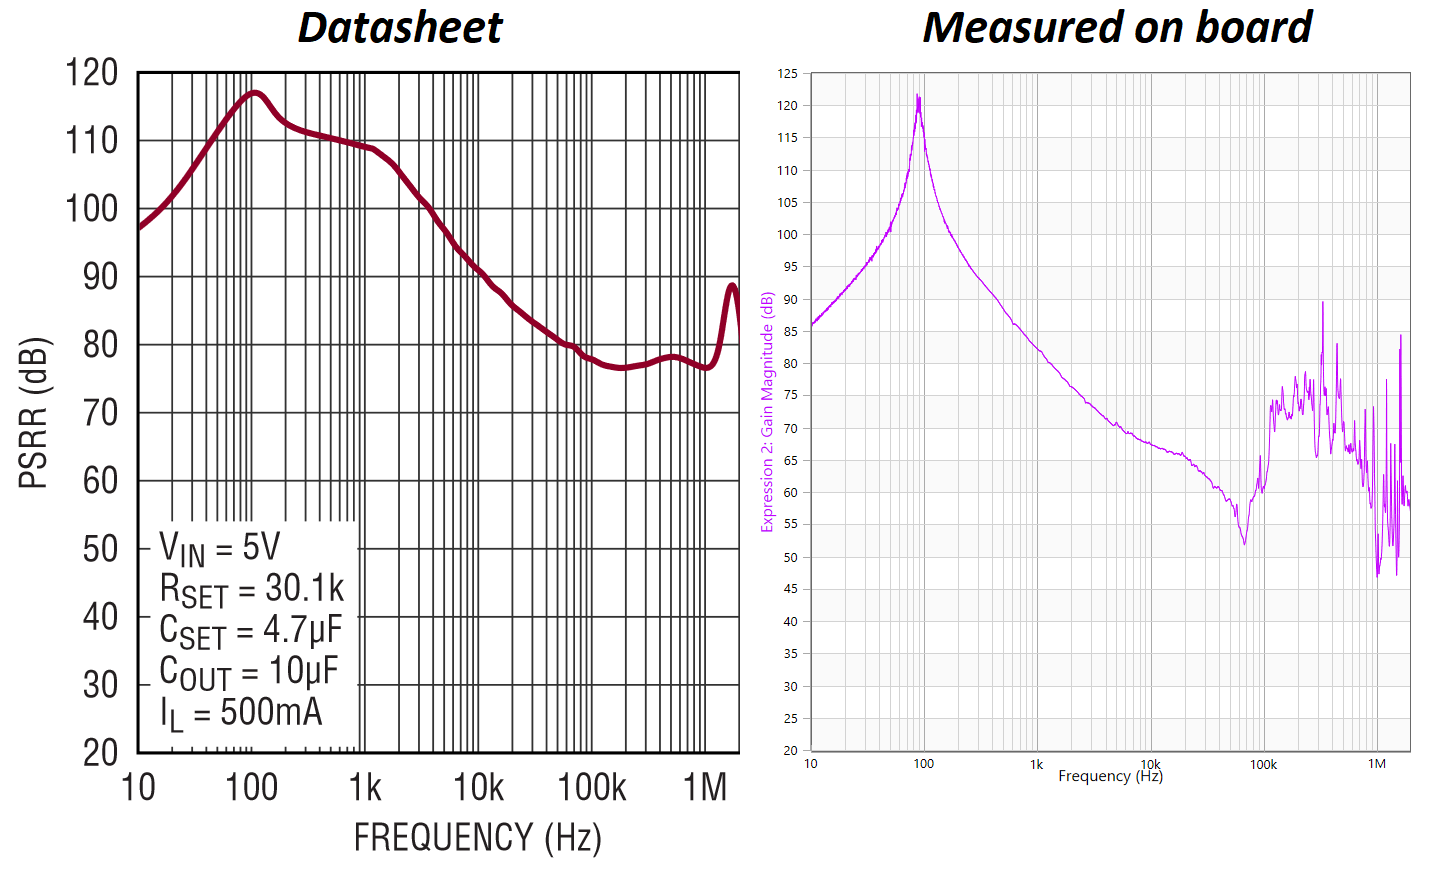 Datasheet
Measured on board
120
110
100
90
80
70
60
50
40
30
20
PSRR (dB)
VIN = 5V
RSET = 30.1k
CSET = 4.7µF
COUT = 10µF
IL = 500mA
10 100 1k 10k 100k 1M
FREQUENCY (Hz)
125
120
115
110
105
100
95
90
85
80
75
70
65
60
55
50
45
40
35
30
25
20
Expression 2: Gain Magnitude (dB)
10 100 1k 10k 100k 1M
Frequency (Hz)